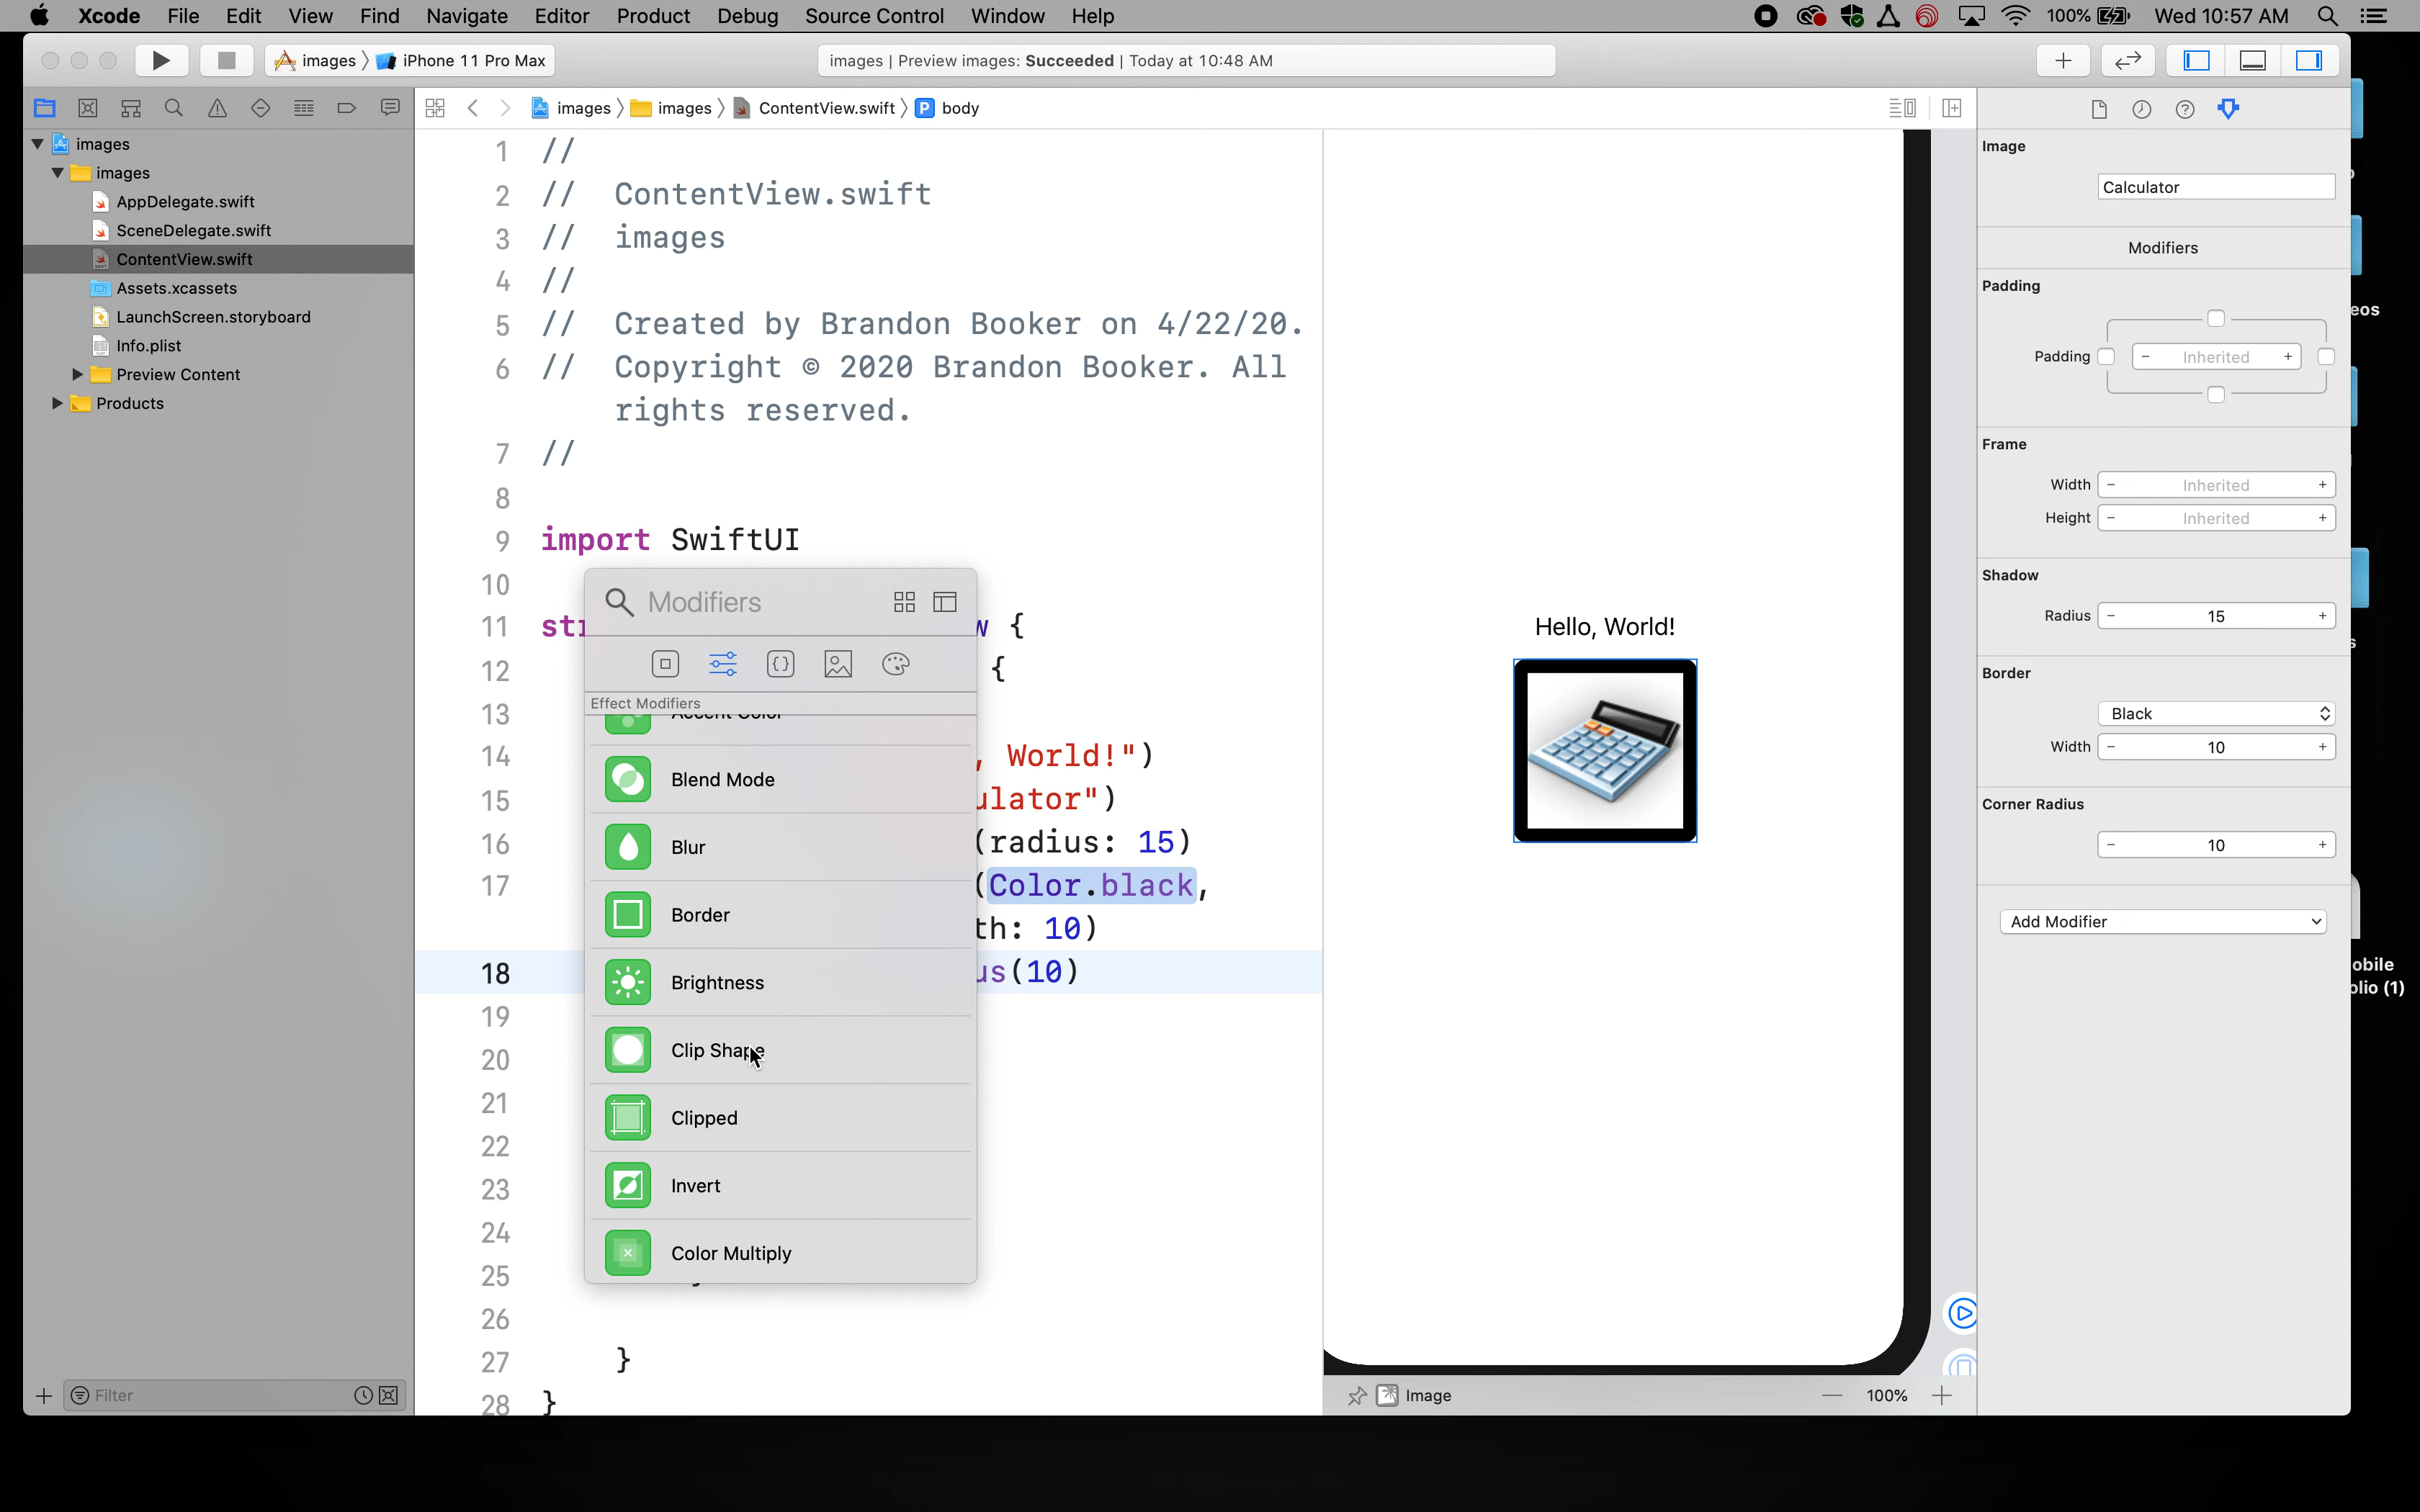 Xcode File Edit View Find Navigate Editor Product Debug Source Control Window Help 100% Wed 10:57 AM
images iPhone 11 Pro Max
images | Preview images: Succeeded | Today at 10:48 AM
images images ContentView.swift P body
images
images
AppDelegate.swift
SceneDelegate.swift
ContentView.swift
Assets.xcassets
LaunchScreen.storyboard
Info.plist
Preview Content
Products
Filter
1 //
2 // ContentView.swift
3 // images
4 //
5 // Created by Brandon Booker on 4/22/20.
6 // Copyright © 2020 Brandon Booker. All
rights reserved.
7 //
8
9 import SwiftUI
10
11 str w {
12 {
13
14 , World!")
15 ulator")
16 (radius: 15)
17 (Color.black,
th: 10)
18 us(10)
19
20
21
22
23
24
25
26
27 }
28 }
Modifiers
Effect Modifiers
Accent Color
Blend Mode
Blur
Border
Brightness
Clip Shape
Clipped
Invert
Color Multiply
Hello, World!
Image
100%
Image
Calculator
Modifiers
Padding
Padding - Inherited +
Frame
Width - Inherited +
Height - Inherited +
Shadow
Radius - 15 +
Border
Black
Width - 10 +
Corner Radius
- 10 +
Add Modifier
eos
obile
olio (1)